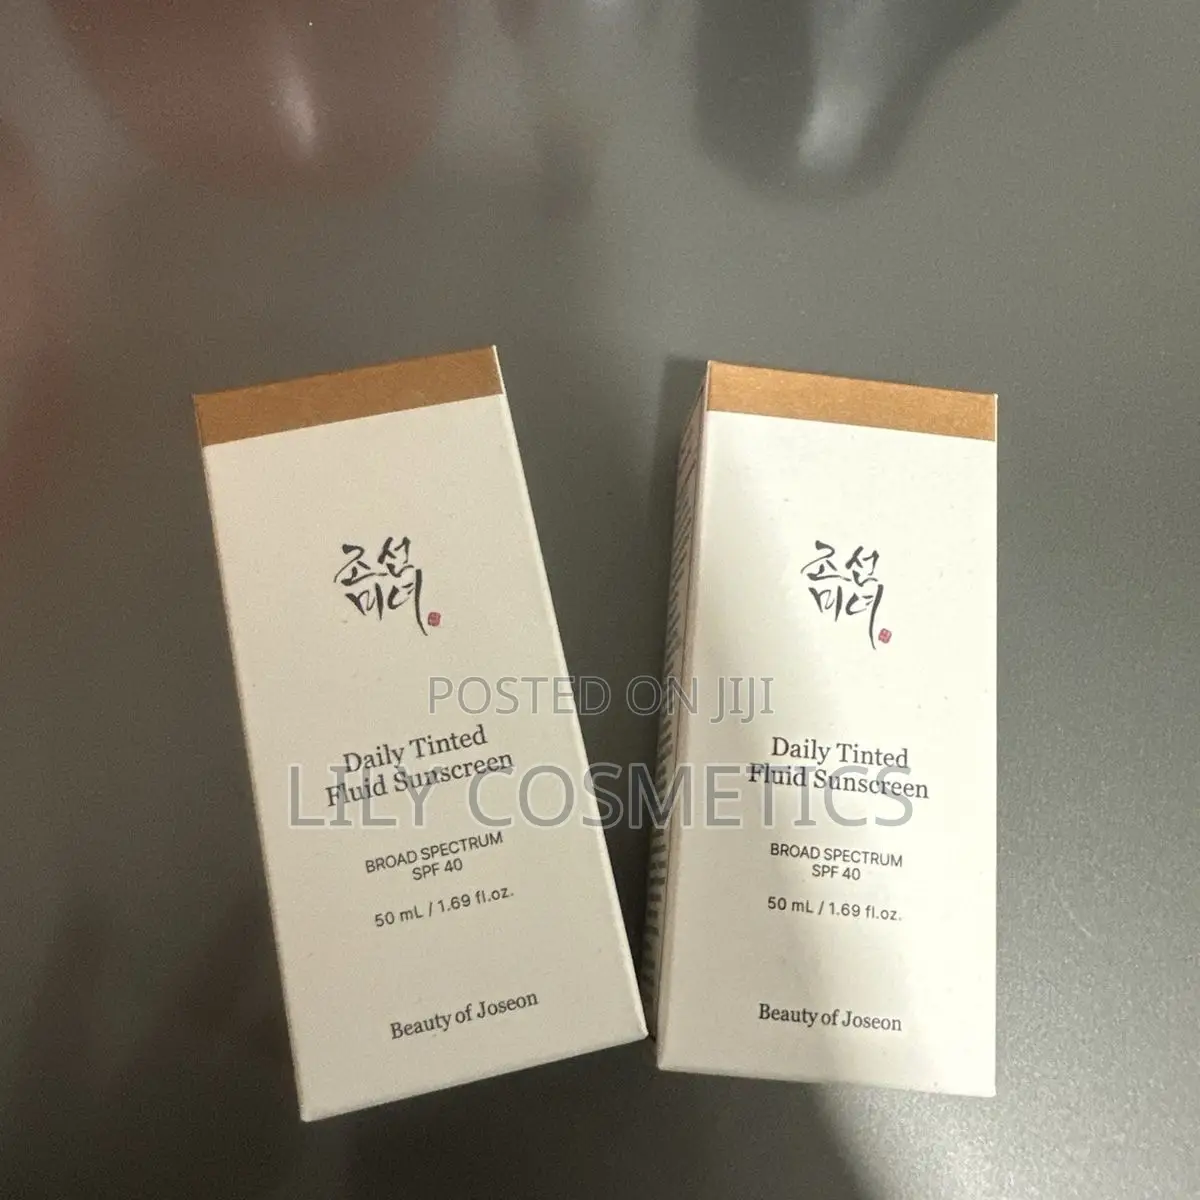 조선
미녀
Daily Tinted
Fluid Sunscreen
BROAD SPECTRUM
SPF 40
50 mL / 1.69 fl.oz.
Beauty of Joseon
조선
미녀
Daily Tinted
Fluid Sunscreen
BROAD SPECTRUM
SPF 40
50 mL / 1.69 fl.oz.
Beauty of Joseon
POSTED ON JIJI
LILY COSMETICS